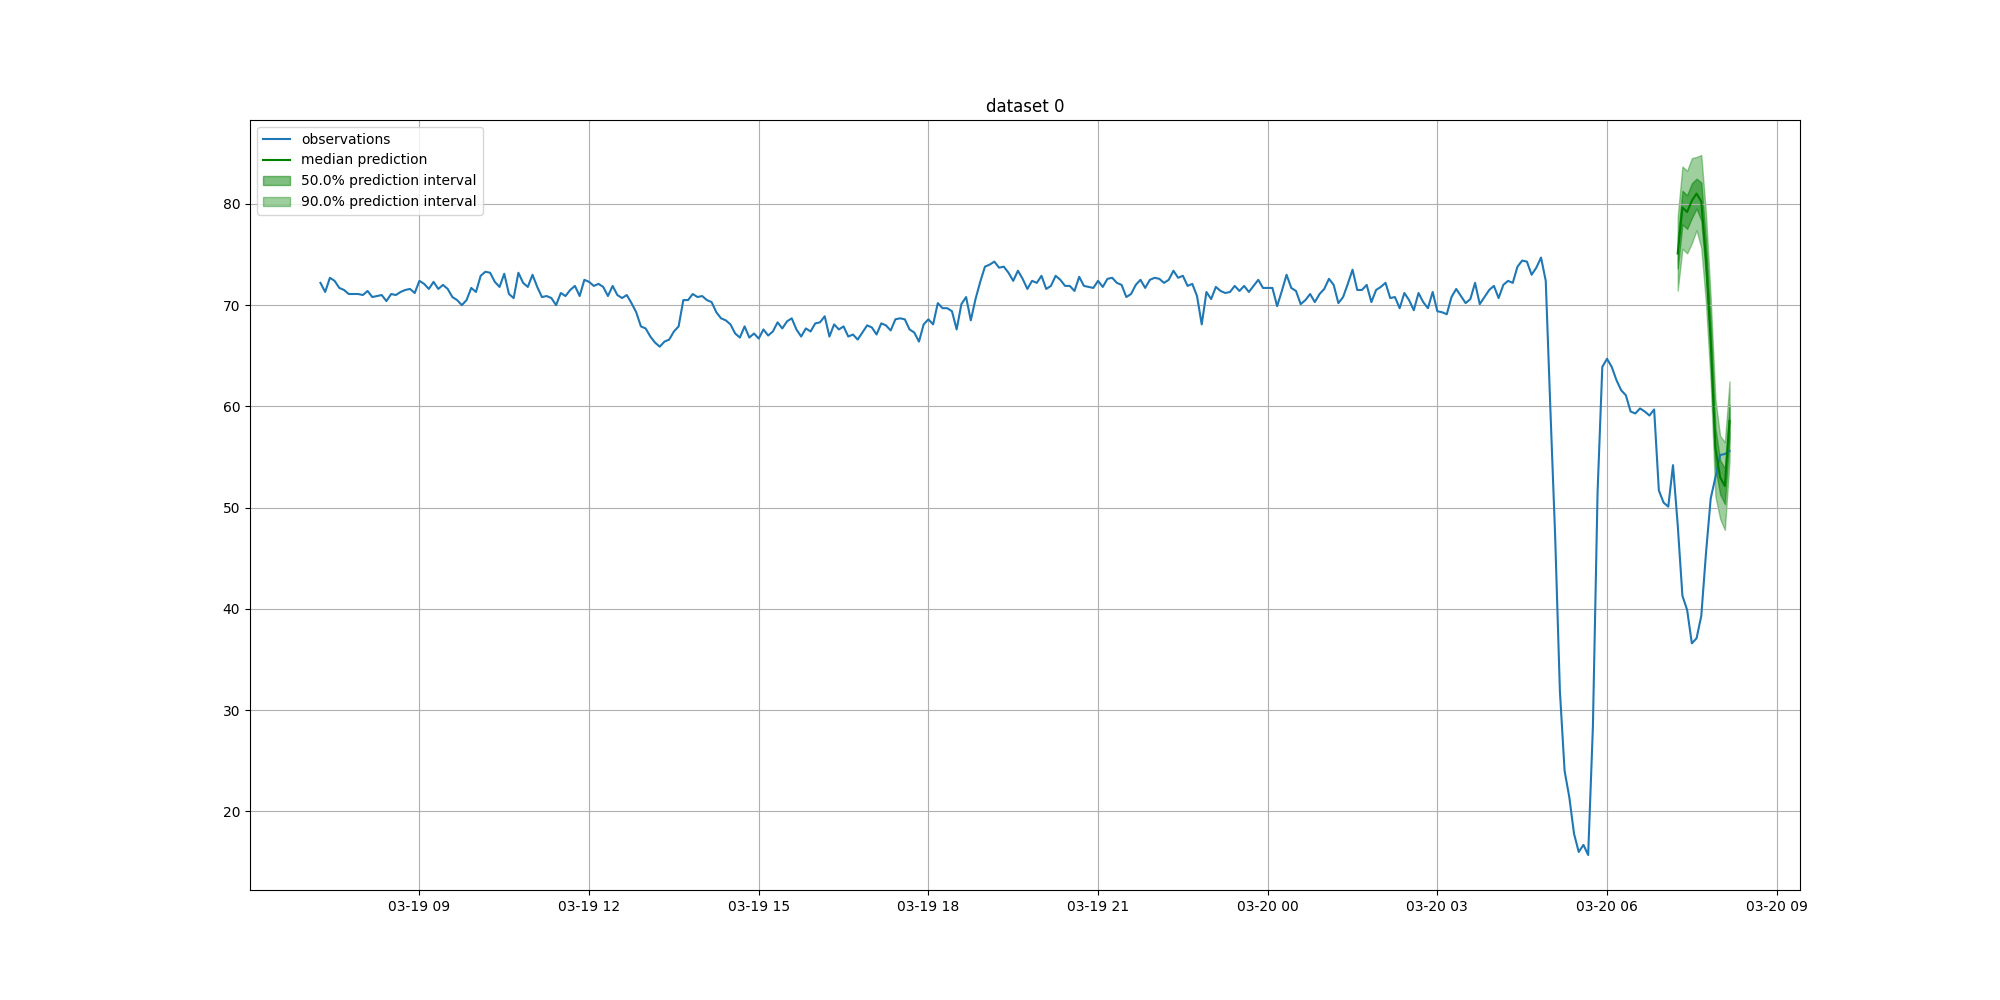 dataset 0
observations
median prediction
50.0% prediction interval
90.0% prediction interval
80
70
60
50
40
30
20
03-19 09 03-19 12 03-19 15 03-19 18 03-19 21 03-20 00 03-20 03 03-20 06 03-20 09